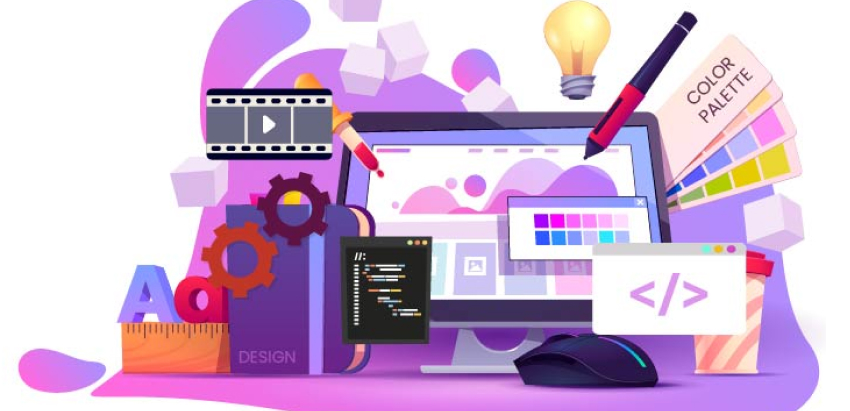 COLOR
PALETTE
//:
</>
Aa
DESIGN